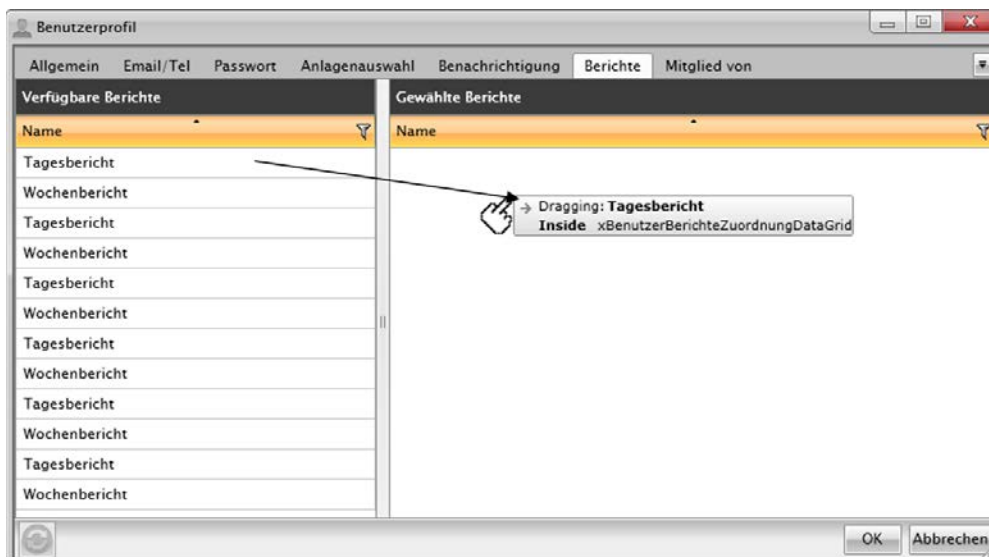 Benutzerprofil
Allgemein Email/Tel Passwort Anlagenauswahl Benachrichtigung Berichte Mitglied von
Verfügbare Berichte
Name
Tagesbericht
Wochenbericht
Tagesbericht
Wochenbericht
Tagesbericht
Wochenbericht
Tagesbericht
Wochenbericht
Tagesbericht
Wochenbericht
Tagesbericht
Wochenbericht
Gewählte Berichte
Name
Dragging: Tagesbericht
Inside xBenutzerBerichteZuordnungDataGrid
OK Abbrechen